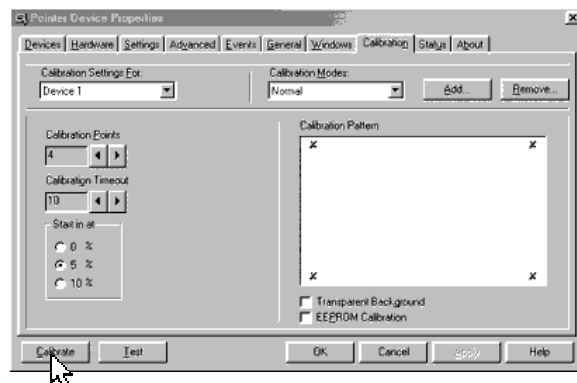 Pointer Device Properties
Devices Hardware Settings Advanced Events General Windows Calibration Status About
Calibration Settings For: Calibration Modes:
Device 1 Normal Add... Remove...
Calibration Points Calibration Pattern
4
Calibration Timeout
10
Start in at
0 %
5 %
10 %
Transparent Background
EEPROM Calibration
Calibrate Test OK Cancel Apply Help